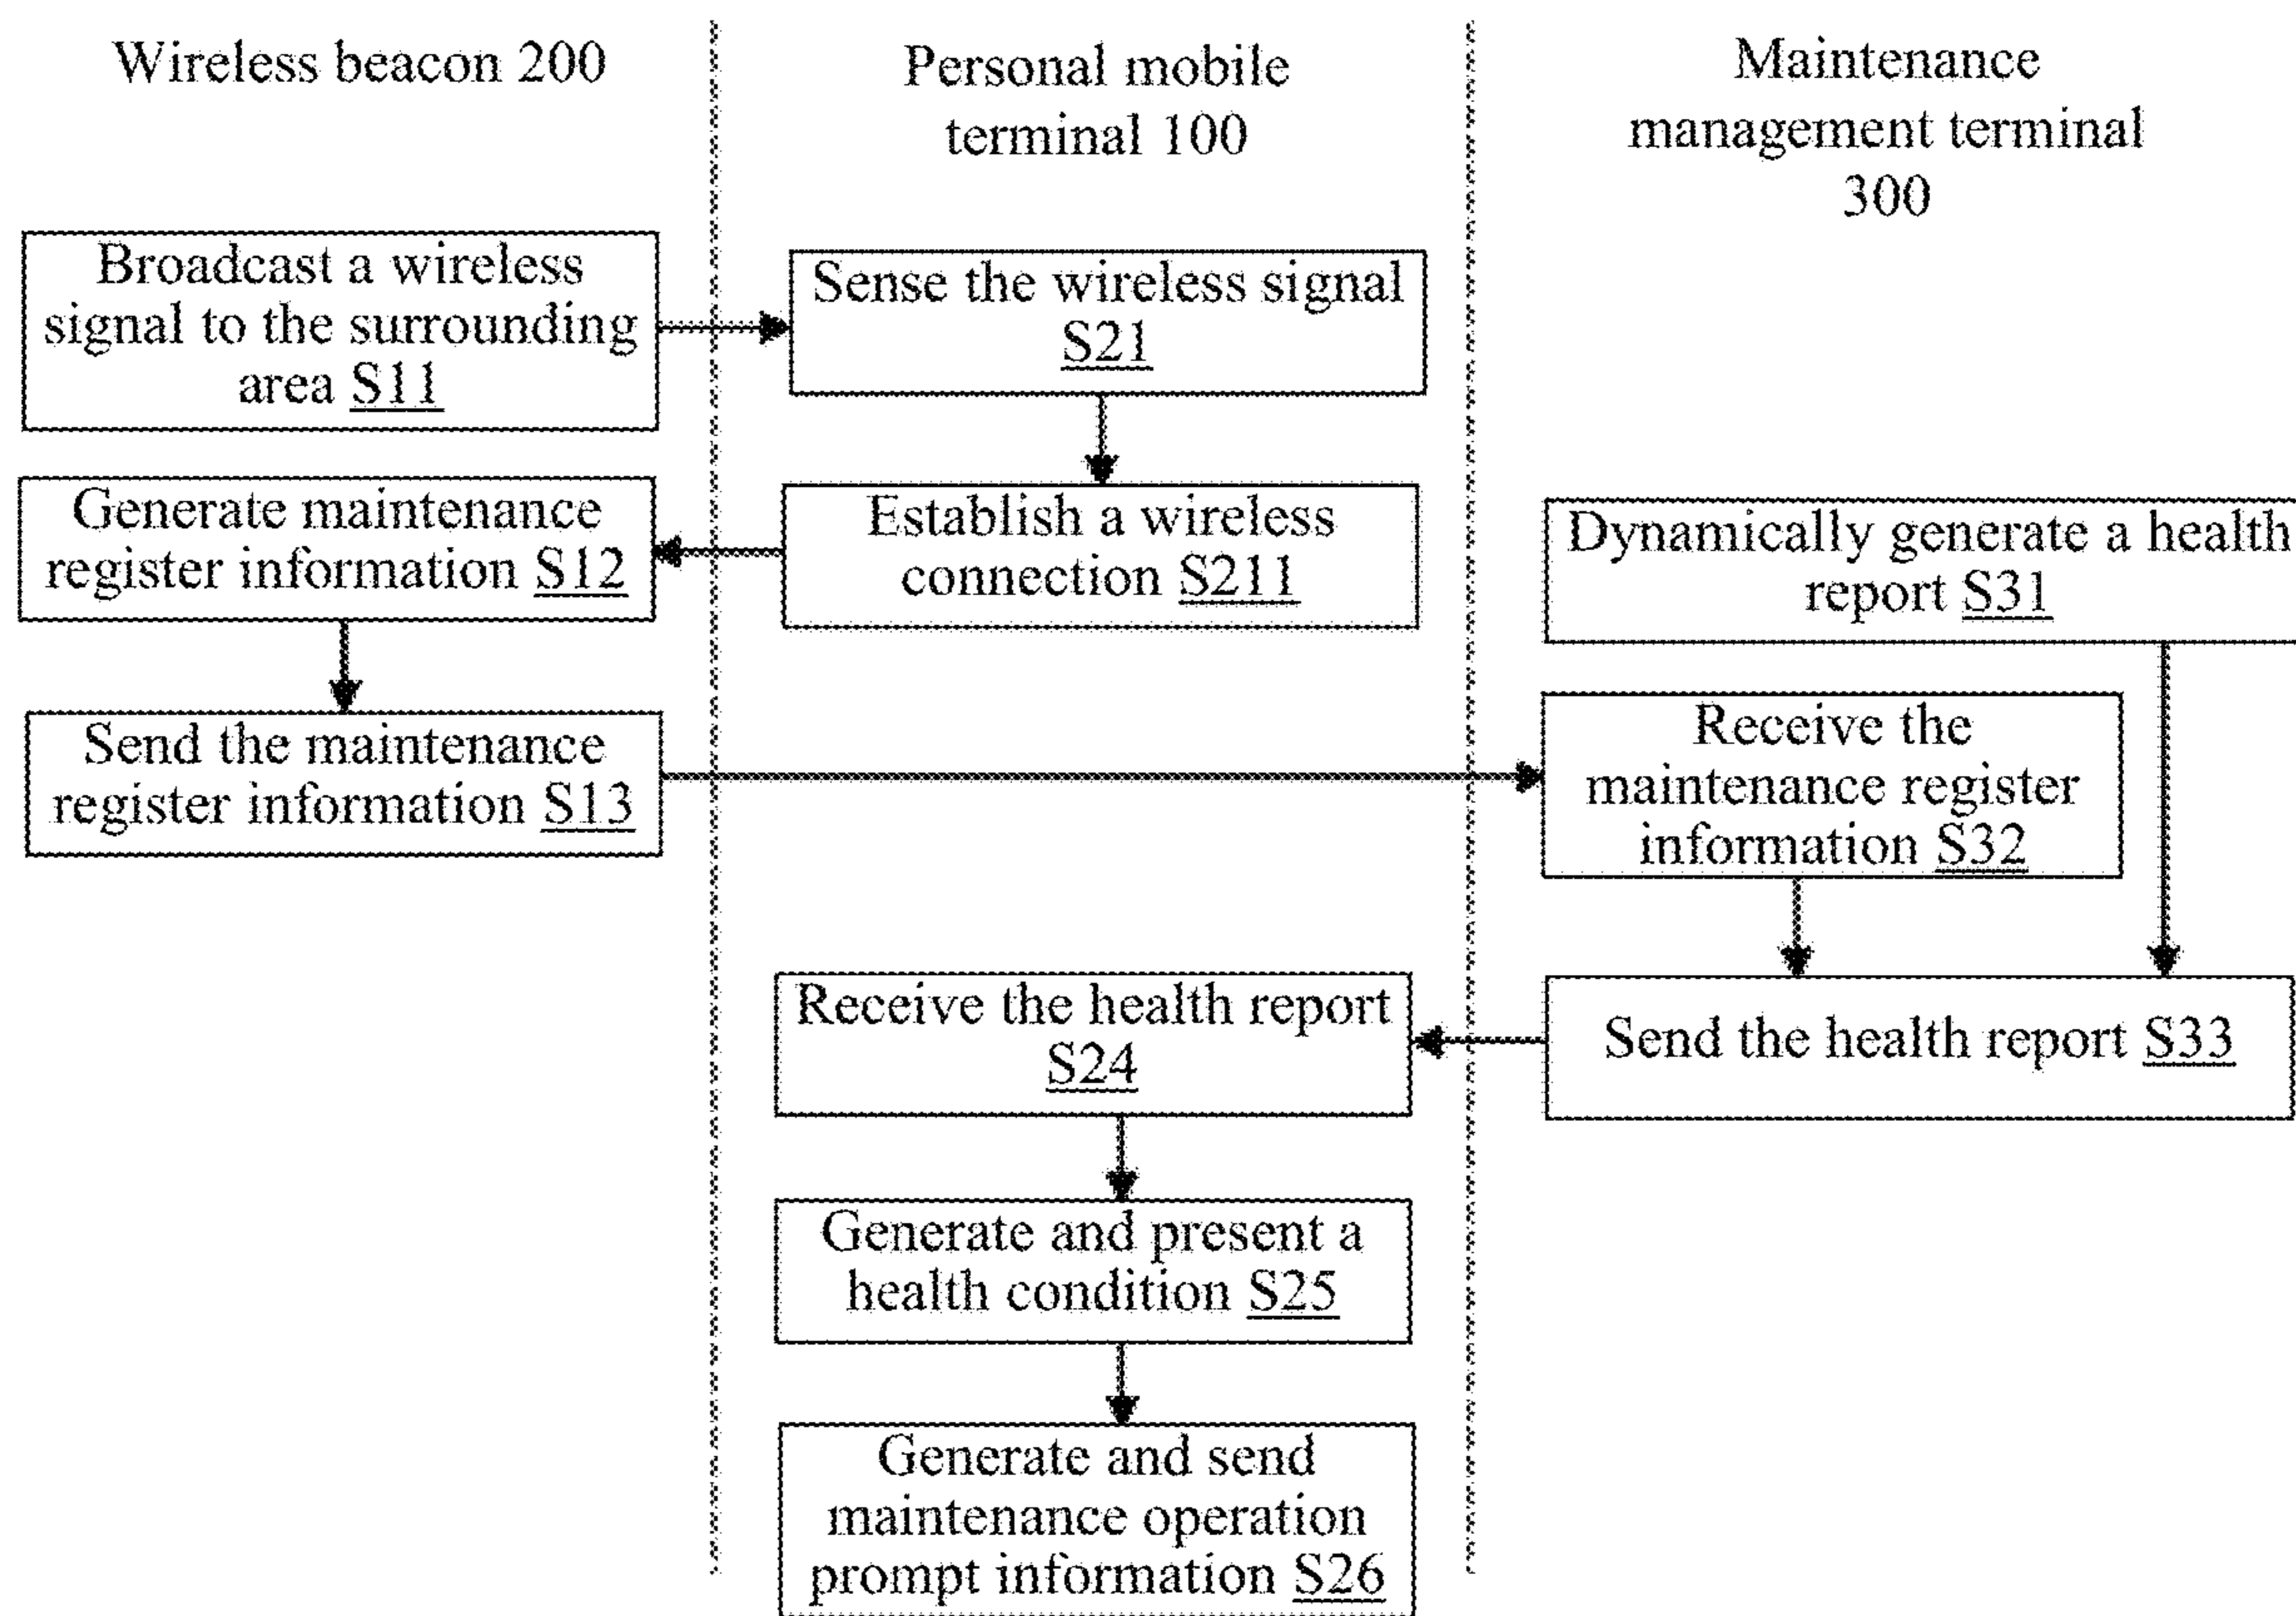 Wireless beacon 200
Personal mobile
terminal 100
Maintenance
management terminal
300
Broadcast a wireless
signal to the surrounding
area S11
Sense the wireless signal
S21
Generate maintenance
register information S12
Establish a wireless
connection S211
Dynamically generate a health
report S31
Send the maintenance
register information S13
Receive the
maintenance register
information S32
Receive the health report
S24
Send the health report S33
Generate and present a
health condition S25
Generate and send
maintenance operation
prompt information S26